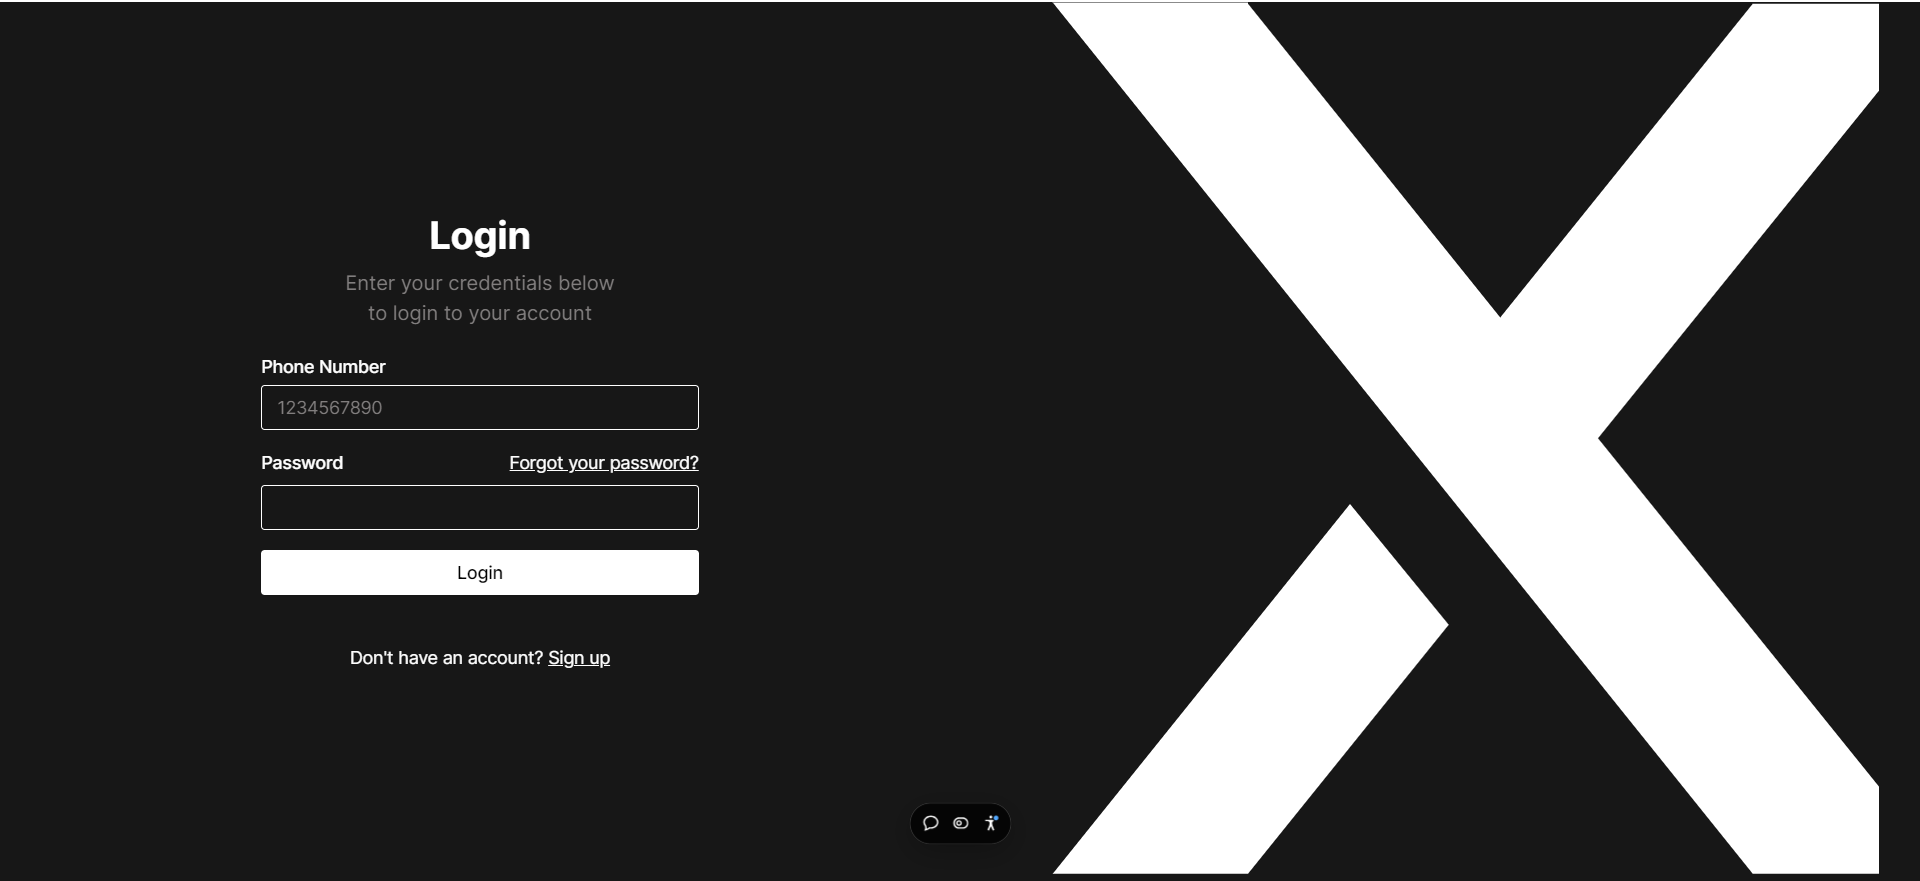 Login
Enter your credentials below
to login to your account
Phone Number
1234567890
Password
Forgot your password?
Login
Don't have an account? Sign up